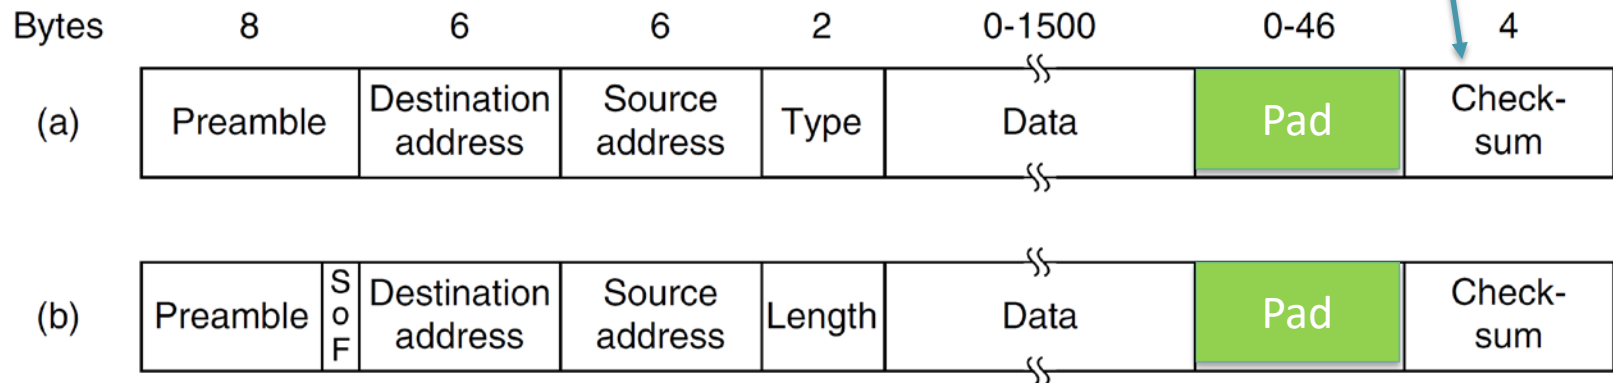 Bytes 8 6 6 2 0-1500 0-46 4
(a) Preamble Destination address Source address Type Data Pad Check-sum
(b) Preamble SoF Destination address Source address Length Data Pad Check-sum